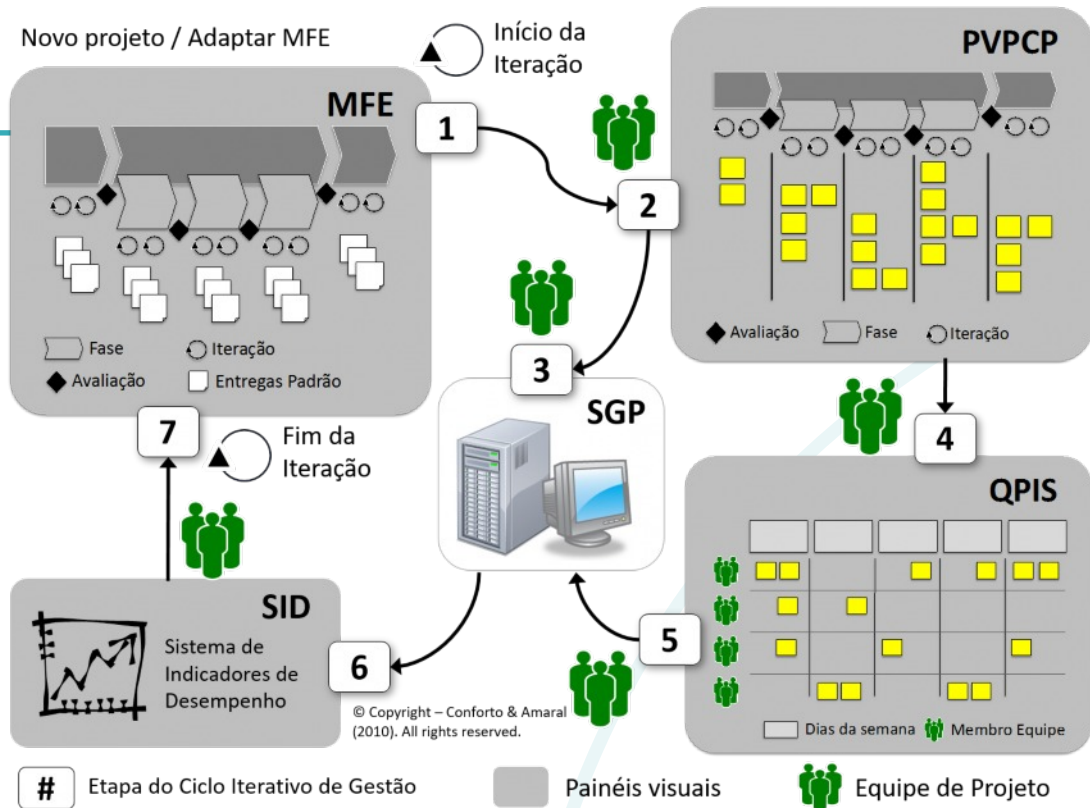 Novo projeto / Adaptar MFE
Início da
Iteração
MFE
1
Fase
Iteração
Avaliação
Entregas Padrão
PVPCP
2
Avaliação
Fase
Iteração
3
SGP
4
QPIS
Dias da semana
Membro Equipe
5
6
SID
Sistema de
Indicadores de
Desempenho
7
Fim da
Iteração
© Copyright – Conforto & Amaral
(2010). All rights reserved.
# Etapa do Ciclo Iterativo de Gestão
Painéis visuais
Equipe de Projeto